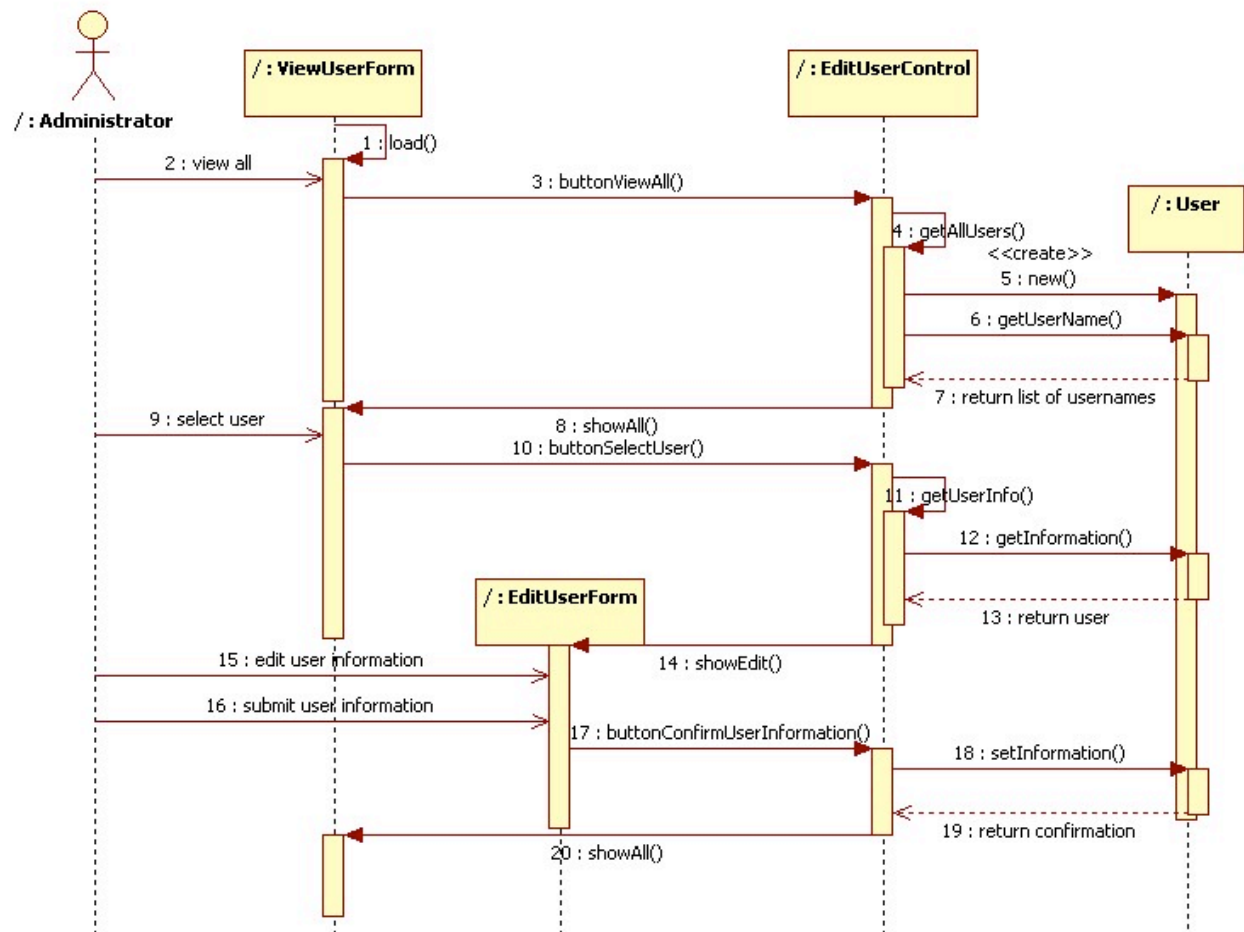 / : ViewUserForm
/ : EditUserControl
/ : Administrator
1 : load()
2 : view all
3 : buttonViewAll()
/ : User
4 : getAllUsers()
<<create>>
5 : new()
6 : getUserName()
7 : return list of usernames
8 : showAll()
9 : select user
10 : buttonSelectUser()
11 : getUserInfo()
12 : getInformation()
/ : EditUserForm
13 : return user
14 : showEdit()
15 : edit user information
16 : submit user information
17 : buttonConfirmUserInformation()
18 : setInformation()
19 : return confirmation
20 : showAll()